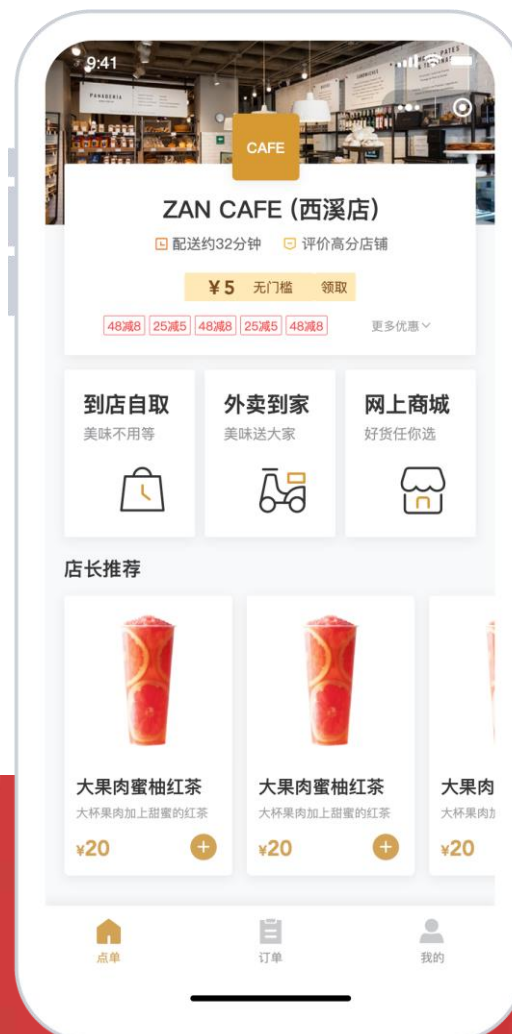 9:41
PANADERIA
CAFE
ZAN CAFE (西溪店)
配送约32分钟 评价高分店铺
¥5 无门槛 领取
48减8 25减5 48减8 25减5 48减8 更多优惠
到店自取 外卖到家 网上商城
美味不用等 美味送大家 好货任你选
店长推荐
大果肉蜜柚红茶 大果肉蜜柚红茶 大果肉
大杯果肉加上甜蜜的红茶 大杯果肉加上甜蜜的红茶 大杯果肉
¥20 ¥20 ¥20
点单 订单 我的